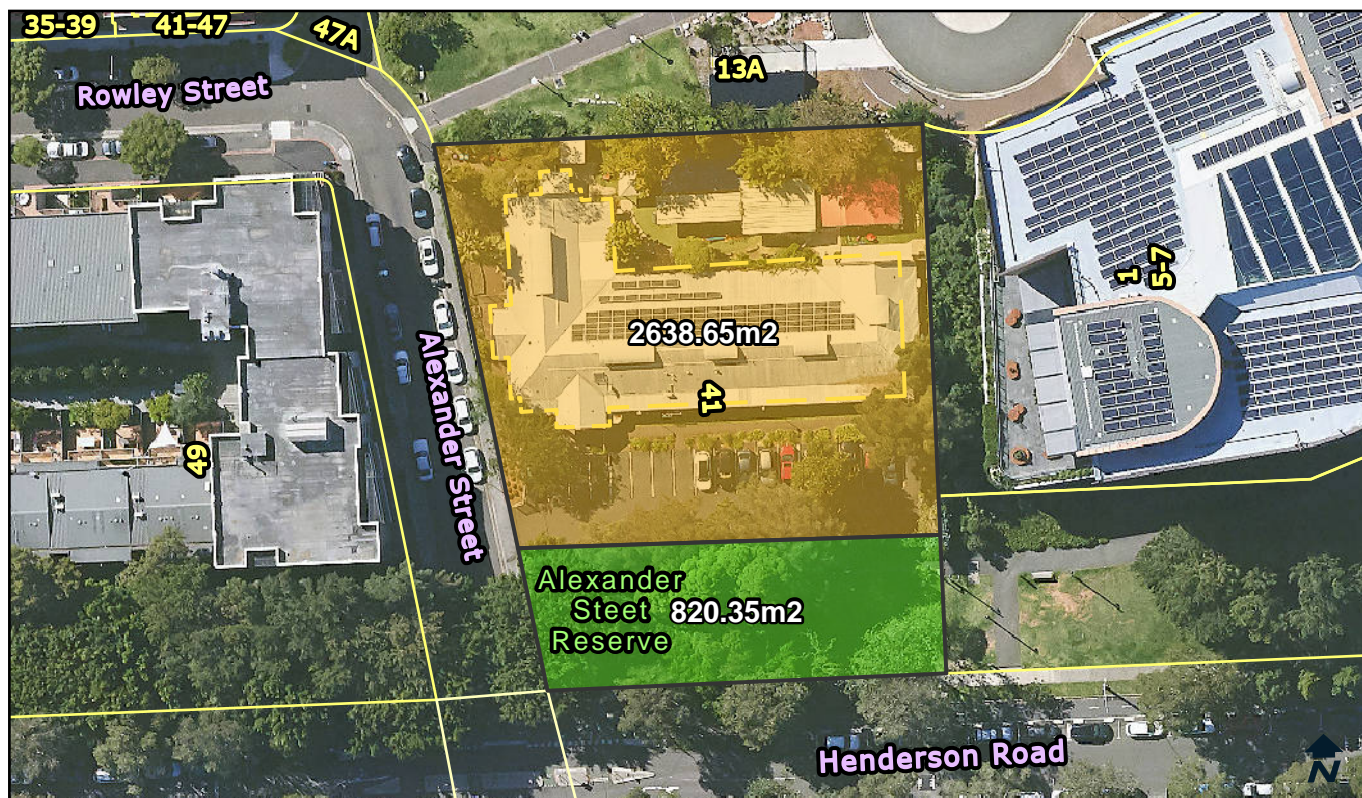 35-39
41-47
47A
Rowley Street
13A
1
5-7
2638.65m2
41
Alexander Street
49
Alexander
Steet
Reserve
820.35m2
Henderson Road
N